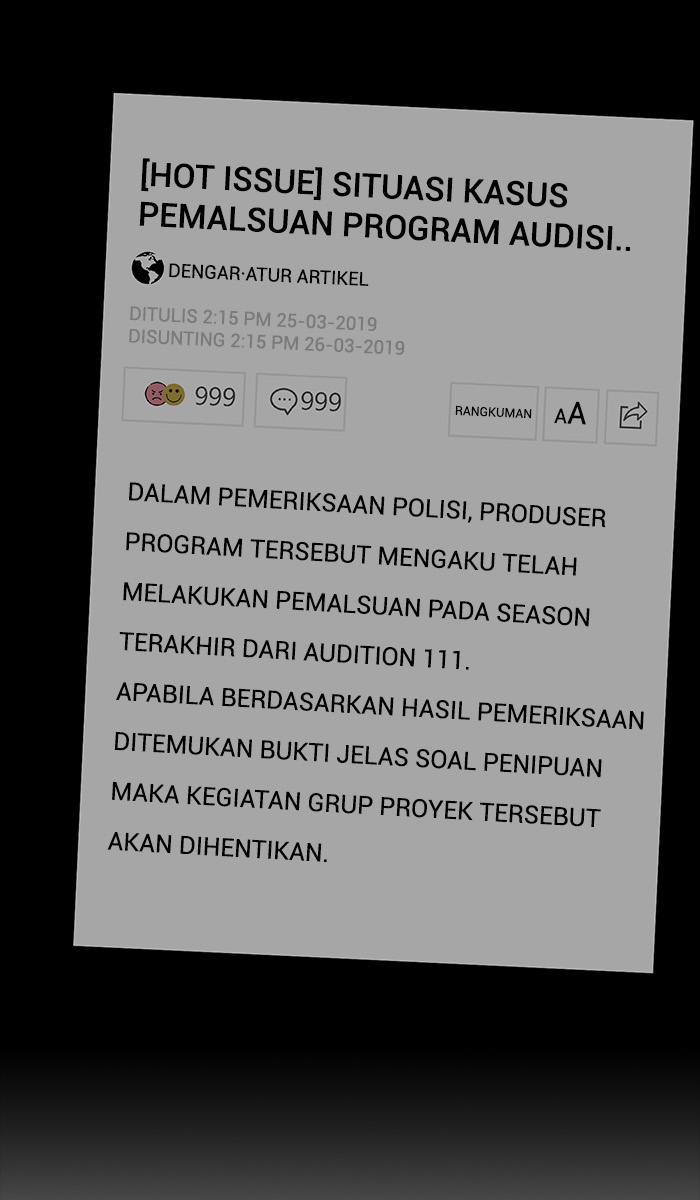 [HOT ISSUE] SITUASI KASUS
PEMALSUAN PROGRAM AUDISI..
DENGAR·ATUR ARTIKEL
DITULIS 2:15 PM 25-03-2019
DISUNTING 2:15 PM 26-03-2019
999 999 RANGKUMAN AA
DALAM PEMERIKSAAN POLISI, PRODUSER
PROGRAM TERSEBUT MENGAKU TELAH
MELAKUKAN PEMALSUAN PADA SEASON
TERAKHIR DARI AUDITION 111.
APABILA BERDASARKAN HASIL PEMERIKSAAN
DITEMUKAN BUKTI JELAS SOAL PENIPUAN
MAKA KEGIATAN GRUP PROYEK TERSEBUT
AKAN DIHENTIKAN.